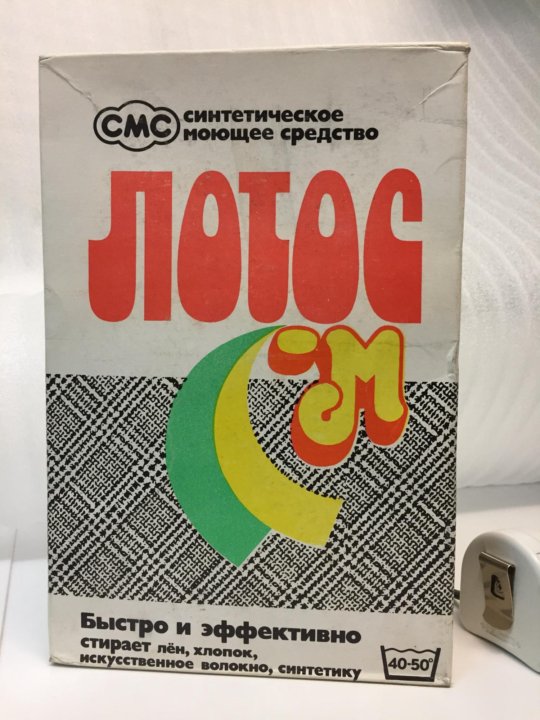 СМС синтетическое
моющее средство
ЛОТОС
-М
Быстро и эффективно
стирает лён, хлопок,
искусственное волокно, синтетику
40-50°